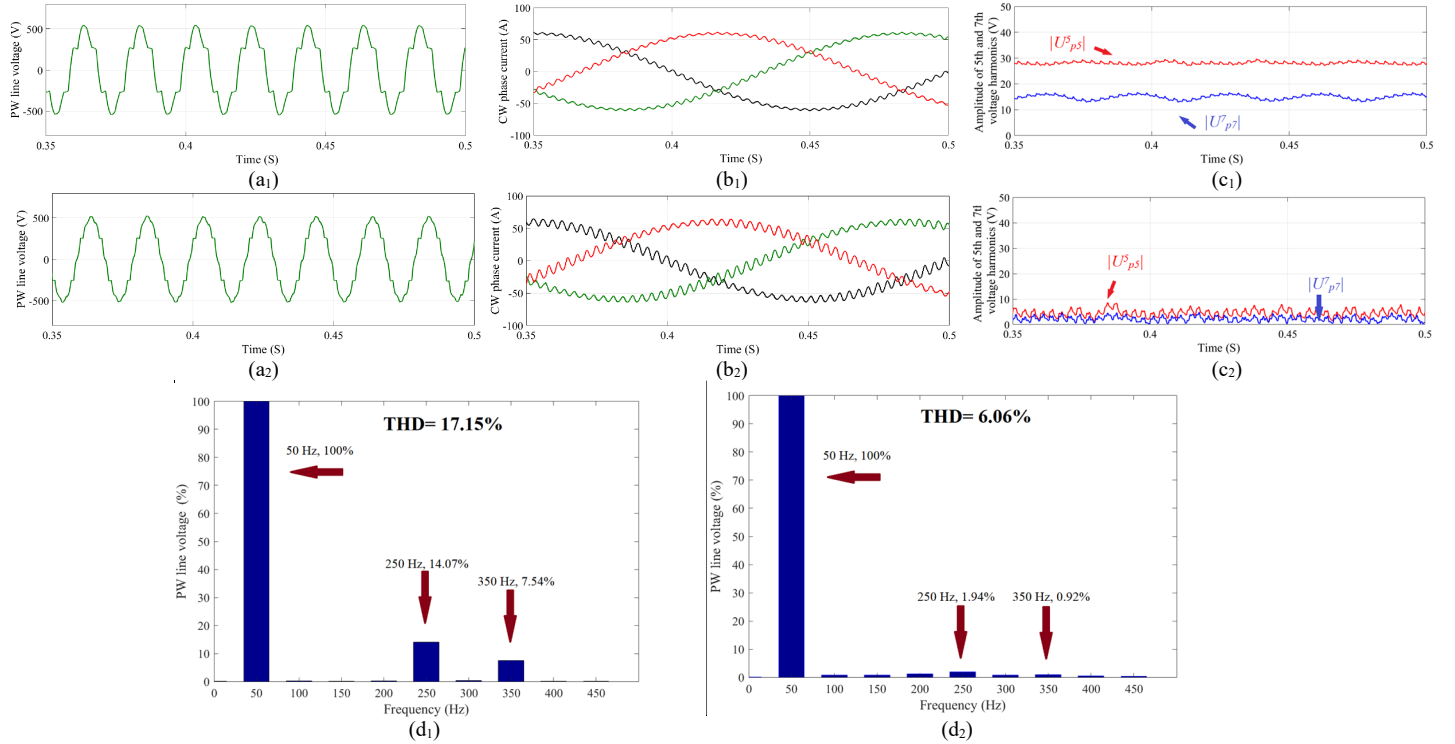 PW line voltage (V)
500
0
-500
0.35
0.4
0.45
0.5
Time (S)
(a1)
CW phase current (A)
100
50
0
-50
-100
0.35
0.4
0.45
0.5
Time (S)
(b1)
Amplitude of 5th and 7th
voltage harmonics (V)
50
40
30
20
10
0
|U⁵p5|
|U⁷p7|
0.35
0.4
0.45
0.5
Time (S)
(c1)
PW line voltage (V)
500
0
-500
0.35
0.4
0.45
0.5
Time (S)
(a2)
CW phase current (A)
100
50
0
-50
-100
0.35
0.4
0.45
0.5
Time (S)
(b2)
Amplitude of 5th and 7tl
voltage harmonics (V)
50
40
30
20
10
0
|U⁵p5|
|U⁷p7|
0.35
0.4
0.45
0.5
Time (S)
(c2)
PW line voltage (%)
100
90
80
70
60
50
40
30
20
10
0
THD= 17.15%
50 Hz, 100%
250 Hz, 14.07%
350 Hz, 7.54%
0
50
100
150
200
250
300
350
400
450
Frequency (Hz)
(d1)
PW line voltage (%)
100
90
80
70
60
50
40
30
20
10
0
THD= 6.06%
50 Hz, 100%
250 Hz, 1.94%
350 Hz, 0.92%
0
50
100
150
200
250
300
350
400
450
Frequency (Hz)
(d2)